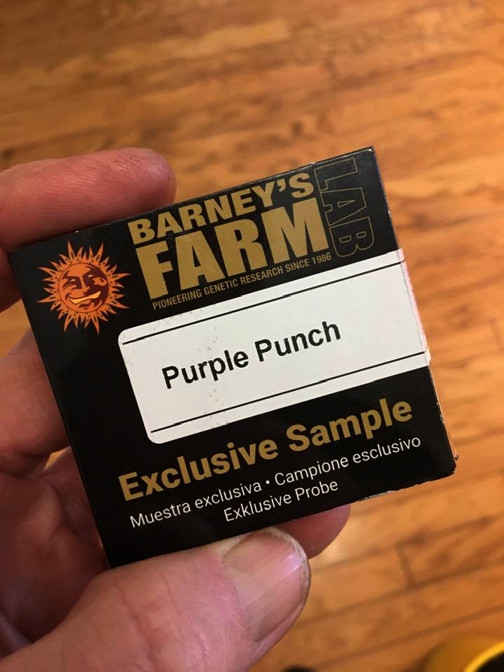 BARNEY'S
FARM
LAB
PIONEERING GENETIC RESEARCH SINCE 1986
Purple Punch
Exclusive Sample
Muestra exclusiva • Campione esclusivo
Exklusive Probe